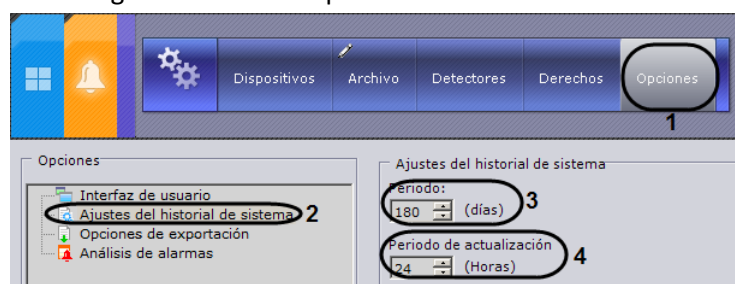 Dispositivos Archivo Detectores Derechos Opciones
1
Opciones
Interfaz de usuario
Ajustes del historial de sistema 2
Opciones de exportación
Análisis de alarmas
Ajustes del historial de sistema
Periodo:
180 (días) 3
Periodo de actualización
24 (Horas) 4